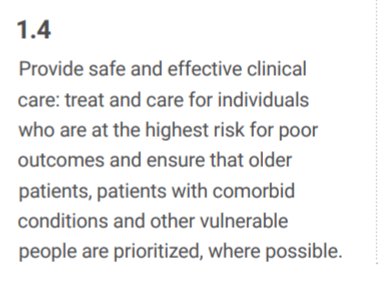 1.4
Provide safe and effective clinical
care: treat and care for individuals
who are at the highest risk for poor
outcomes and ensure that older
patients, patients with comorbid
conditions and other vulnerable
people are prioritized, where possible.